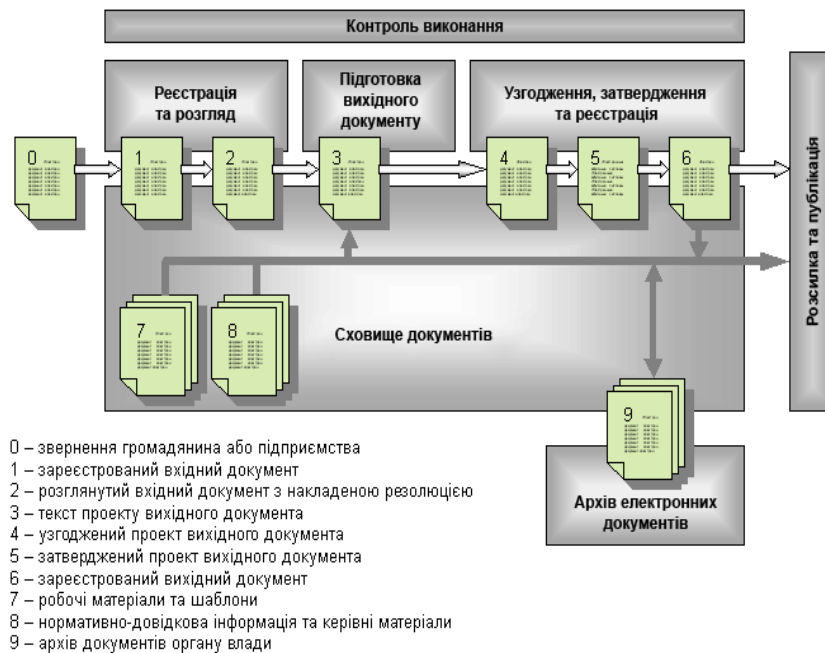 Контроль виконання
Реєстрація
та розгляд
Підготовка
вихідного
документу
Узгодження, затвердження
та реєстрація
Розсилка та публікація
0
1
2
3
4
5
6
7
8
Сховище документів
9
Архів електронних
документів
0 – звернення громадянина або підприємства
1 – зареєстрований вхідний документ
2 – розглянутий вхідний документ з накладеною резолюцією
3 – текст проекту вихідного документа
4 – узгоджений проект вихідного документа
5 – затверджений проект вихідного документа
6 – зареєстрований вихідний документ
7 – робочі матеріали та шаблони
8 – нормативно-довідкова інформація та керівні матеріали
9 – архів документів органу влади